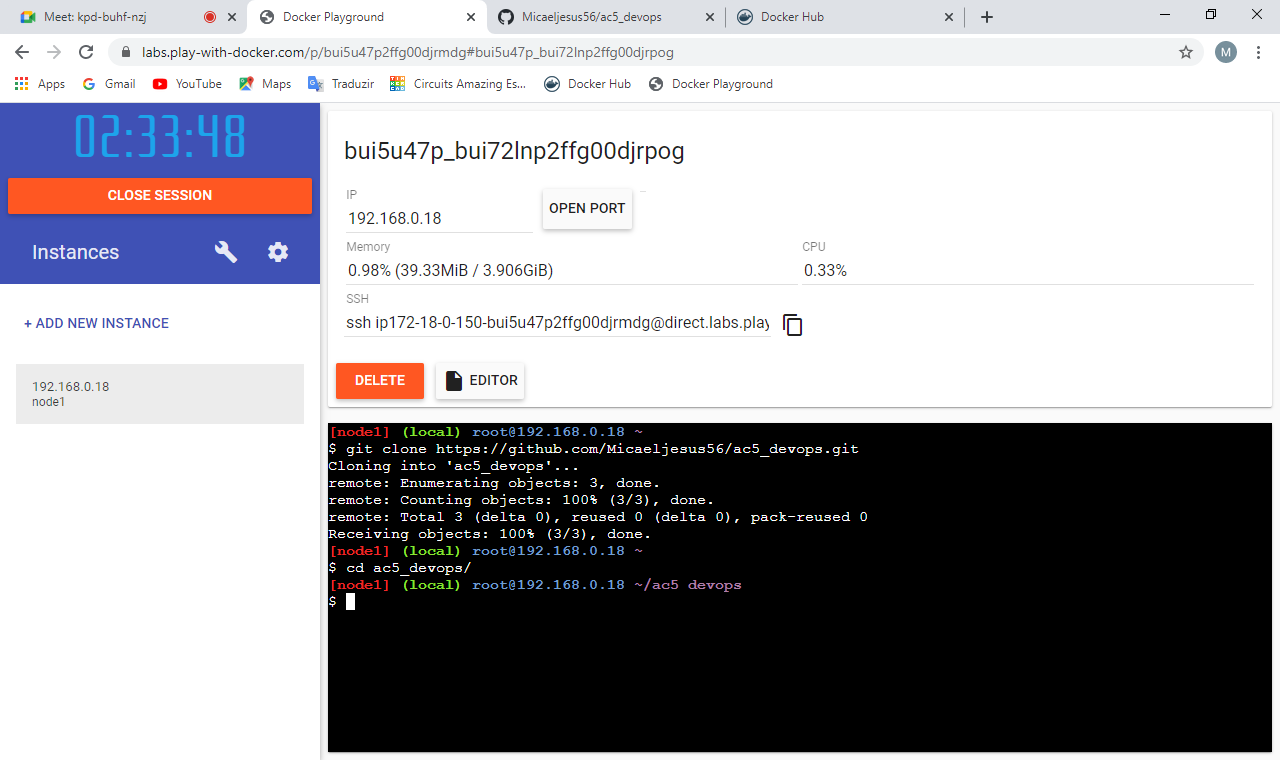 Meet: kpd-buhf-nzj
Docker Playground
Micaeljesus56/ac5_devops
Docker Hub
labs.play-with-docker.com/p/bui5u47p2ffg00djrmdg#bui5u47p_bui72lnp2ffg00djrpog
M
Apps
Gmail
YouTube
Maps
Traduzir
Circuits Amazing Es...
Docker Hub
Docker Playground
02:33:48
CLOSE SESSION
Instances
+ ADD NEW INSTANCE
192.168.0.18
node1
bui5u47p_bui72lnp2ffg00djrpog
IP
192.168.0.18
OPEN PORT
Memory
0.98% (39.33MiB / 3.906GiB)
CPU
0.33%
SSH
ssh ip172-18-0-150-bui5u47p2ffg00djrmdg@direct.labs.play
DELETE
EDITOR
[node1] (local) root@192.168.0.18 ~
$ git clone https://github.com/Micaeljesus56/ac5_devops.git
Cloning into 'ac5_devops'...
remote: Enumerating objects: 3, done.
remote: Counting objects: 100% (3/3), done.
remote: Total 3 (delta 0), reused 0 (delta 0), pack-reused 0
Receiving objects: 100% (3/3), done.
[node1] (local) root@192.168.0.18 ~
$ cd ac5_devops/
[node1] (local) root@192.168.0.18 ~/ac5 devops
$